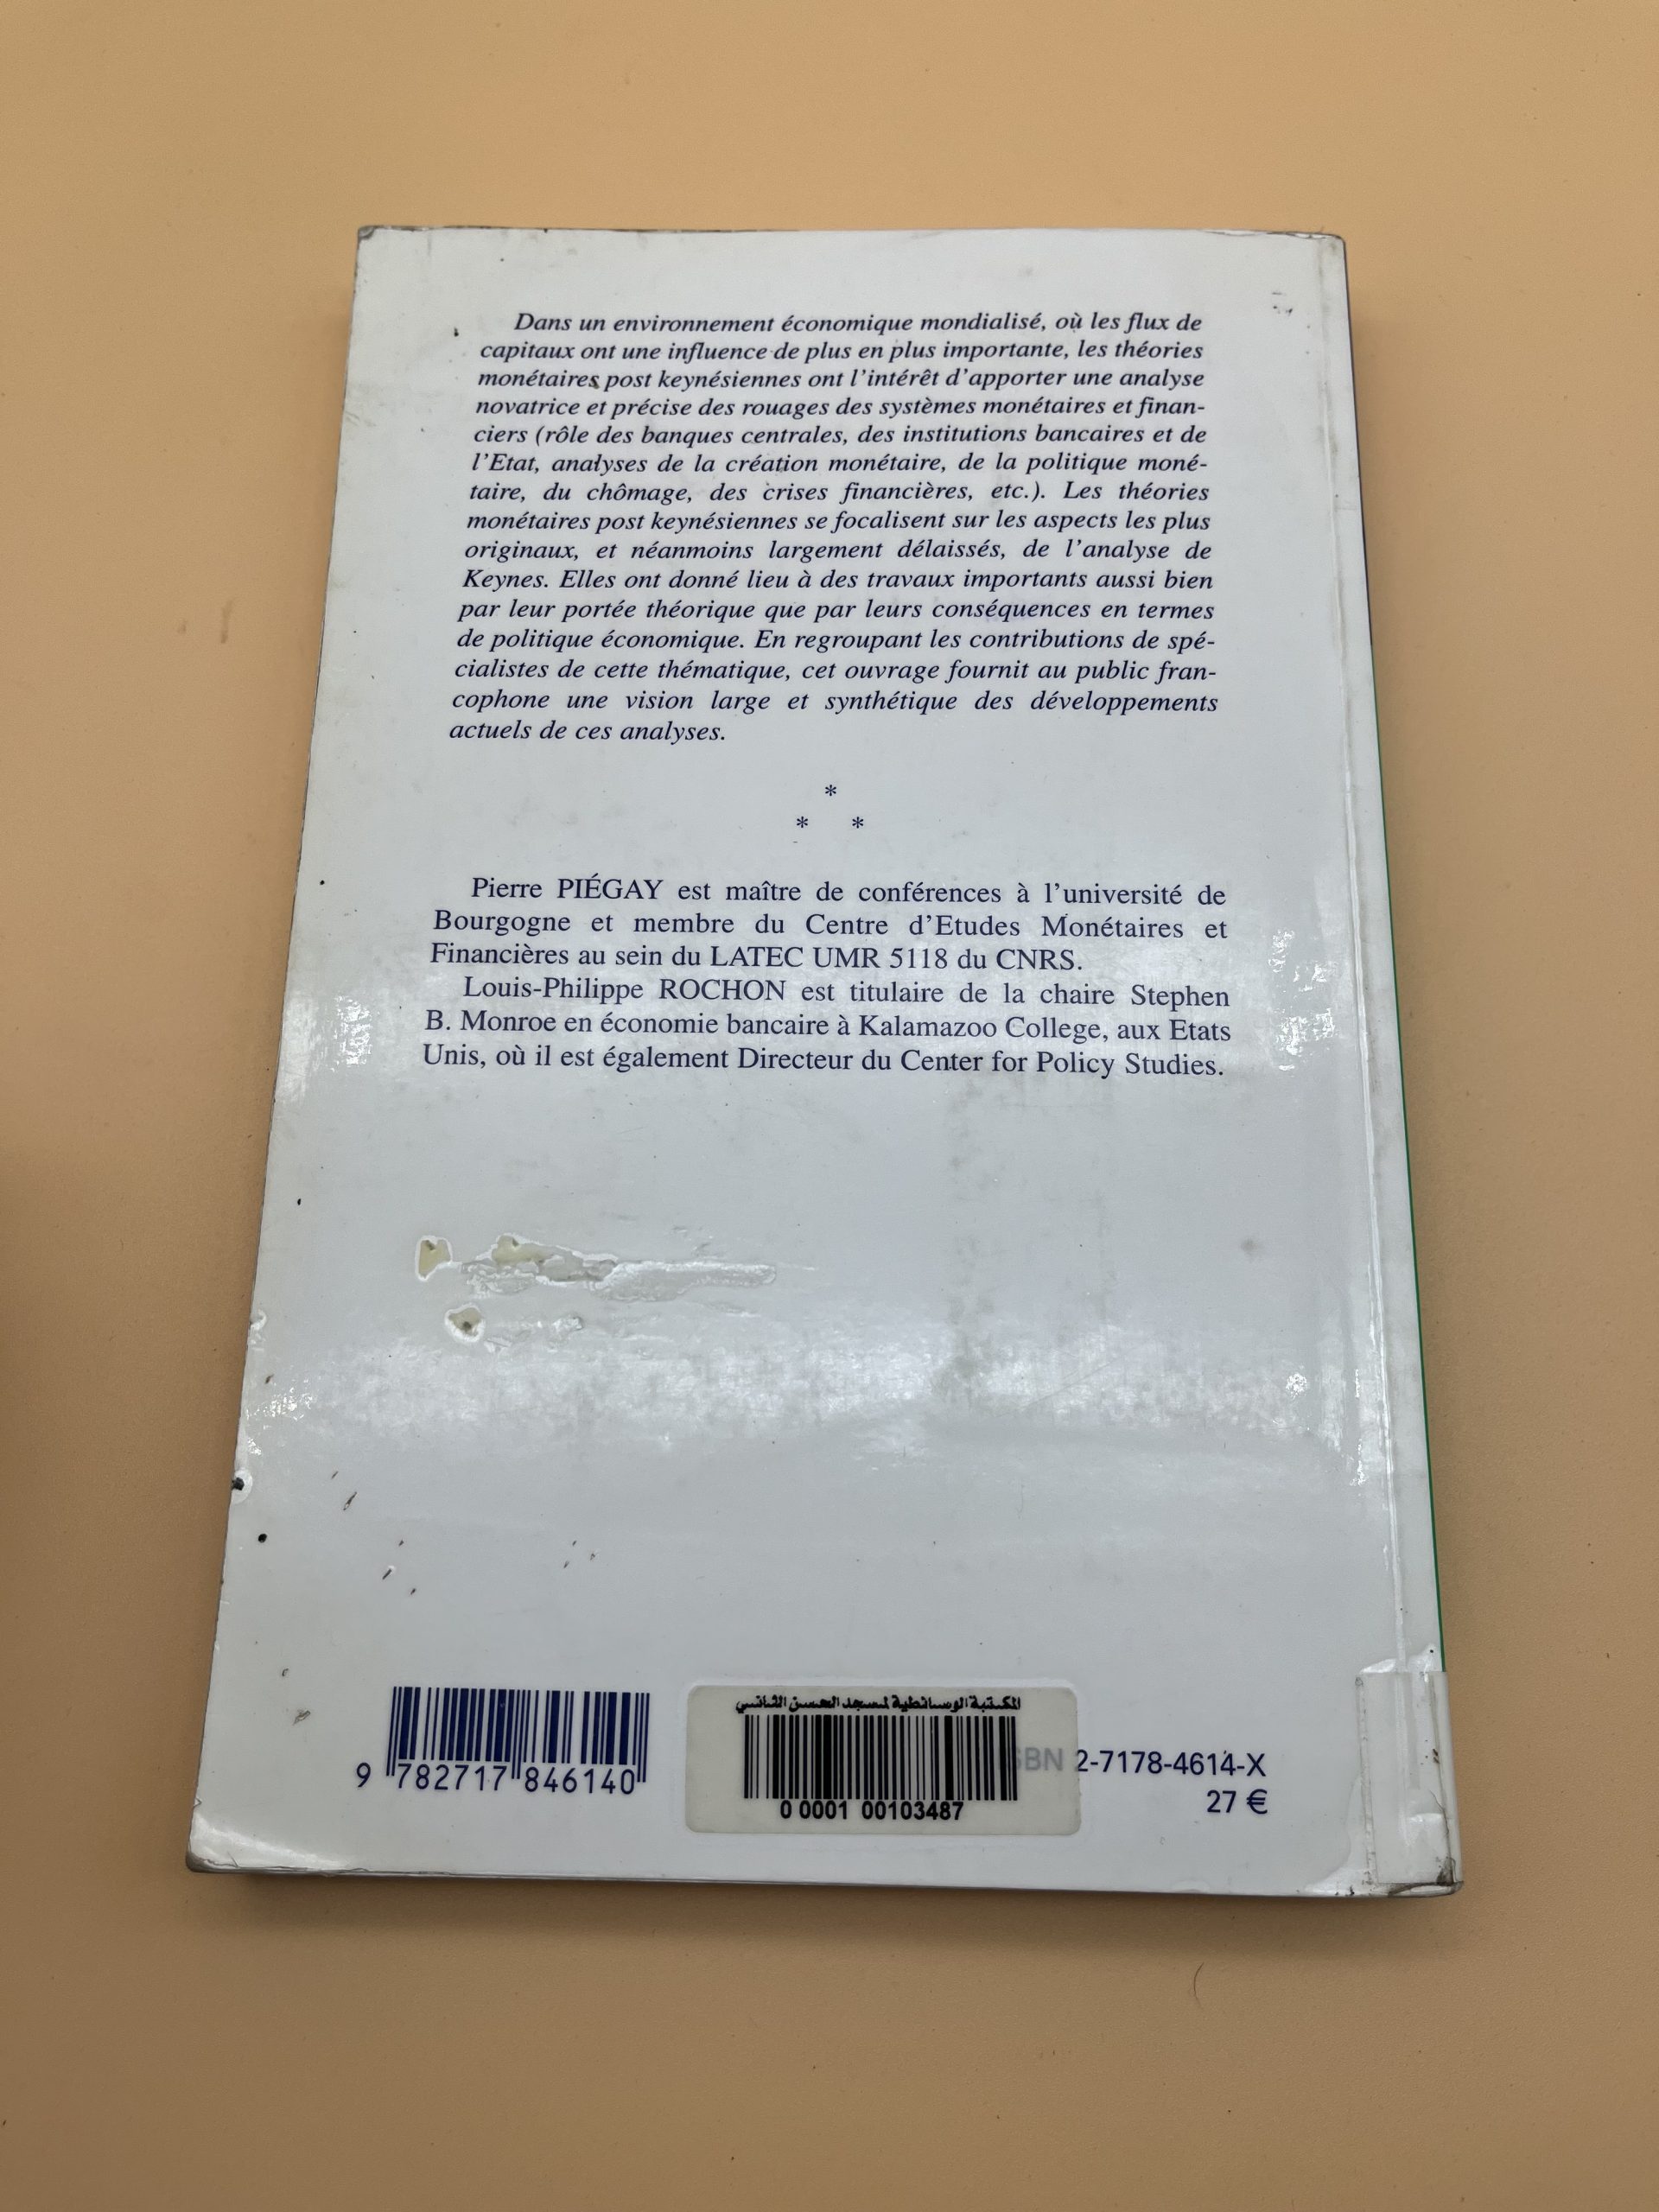 Dans un environnement économique mondialisé, où les flux de
capitaux ont une influence de plus en plus importante, les théories
monétaires post keynésiennes ont l'intérêt d'apporter une analyse
novatrice et précise des rouages des systèmes monétaires et finan-
ciers (rôle des banques centrales, des institutions bancaires et de
l'Etat, analyses de la création monétaire, de la politique moné-
taire, du chômage, des crises financières, etc.). Les théories
monétaires post keynésiennes se focalisent sur les aspects les plus
originaux, et néanmoins largement délaissés, de l'analyse de
Keynes. Elles ont donné lieu à des travaux importants aussi bien
par leur portée théorique que par leurs conséquences en termes
de politique économique. En regroupant les contributions de spé-
cialistes de cette thématique, cet ouvrage fournit au public fran-
cophone une vision large et synthétique des développements
actuels de ces analyses.
*
* *
Pierre PIÉGAY est maître de conférences à l'université de
Bourgogne et membre du Centre d'Etudes Monétaires et
Financières au sein du LATEC UMR 5118 du CNRS.
Louis-Philippe ROCHON est titulaire de la chaire Stephen
B. Monroe en économie bancaire à Kalamazoo College, aux Etats
Unis, où il est également Directeur du Center for Policy Studies.
9 782717 846140
المكتبة الوسائطية لمسجد الحسن الثاني
0 0001 00103487
ISBN 2-7178-4614-X
27 €